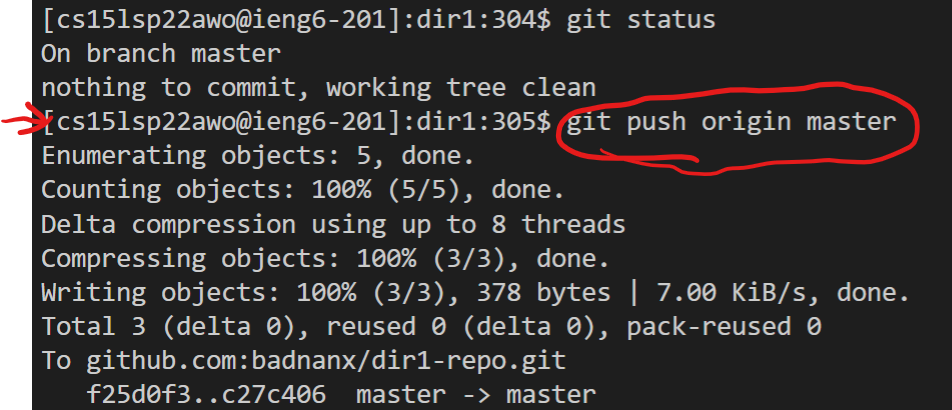 [cs15lsp22awo@ieng6-201]:dir1:304$ git status
On branch master
nothing to commit, working tree clean
[cs15lsp22awo@ieng6-201]:dir1:305$ git push origin master
Enumerating objects: 5, done.
Counting objects: 100% (5/5), done.
Delta compression using up to 8 threads
Compressing objects: 100% (3/3), done.
Writing objects: 100% (3/3), 378 bytes | 7.00 KiB/s, done.
Total 3 (delta 0), reused 0 (delta 0), pack-reused 0
To github.com:badnanx/dir1-repo.git
   f25d0f3..c27c406  master -> master